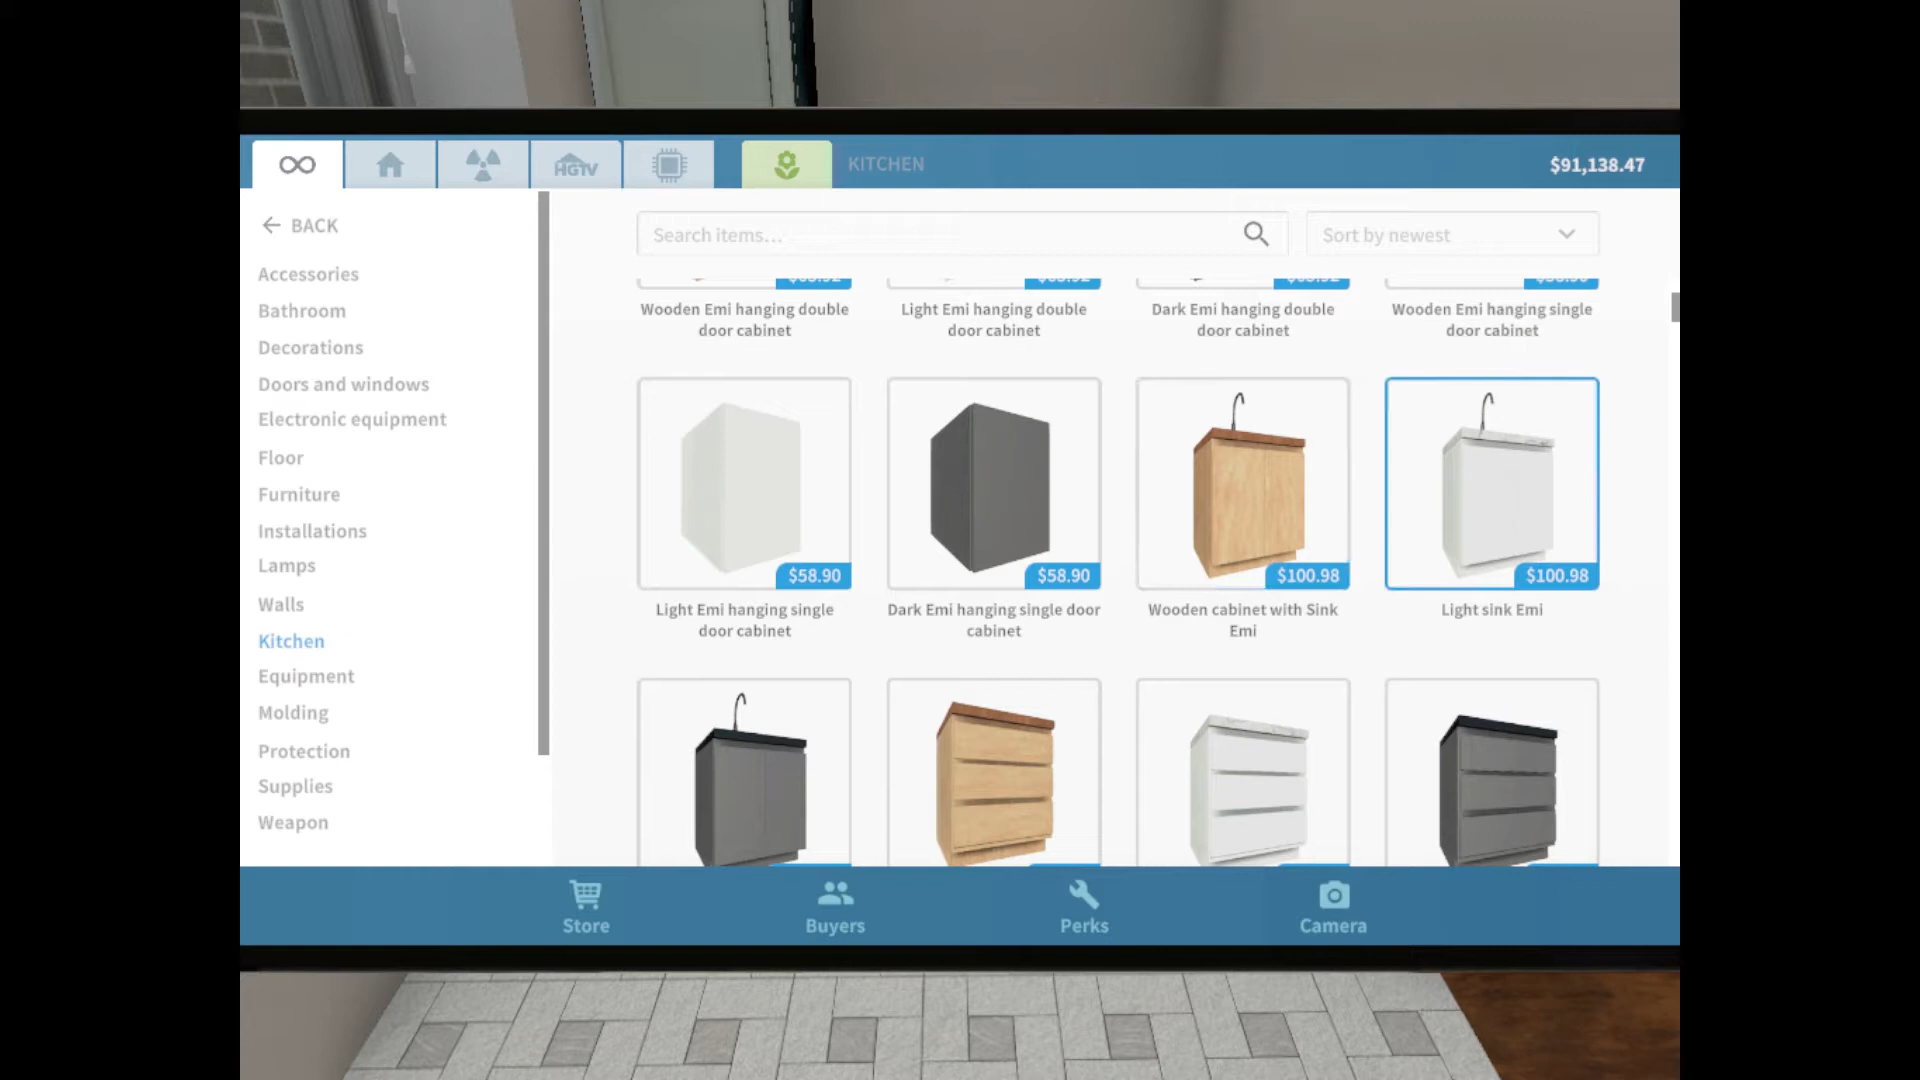 HGTV
KITCHEN
$91,138.47
BACK
Search items...
Sort by newest
Accessories
Bathroom
Decorations
Doors and windows
Electronic equipment
Floor
Furniture
Installations
Lamps
Walls
Kitchen
Equipment
Molding
Protection
Supplies
Weapon
Wooden Emi hanging double
door cabinet
Light Emi hanging double
door cabinet
Dark Emi hanging double
door cabinet
Wooden Emi hanging single
door cabinet
$58.90
$58.90
$100.98
$100.98
Light Emi hanging single
door cabinet
Dark Emi hanging single door
cabinet
Wooden cabinet with Sink
Emi
Light sink Emi
Store
Buyers
Perks
Camera